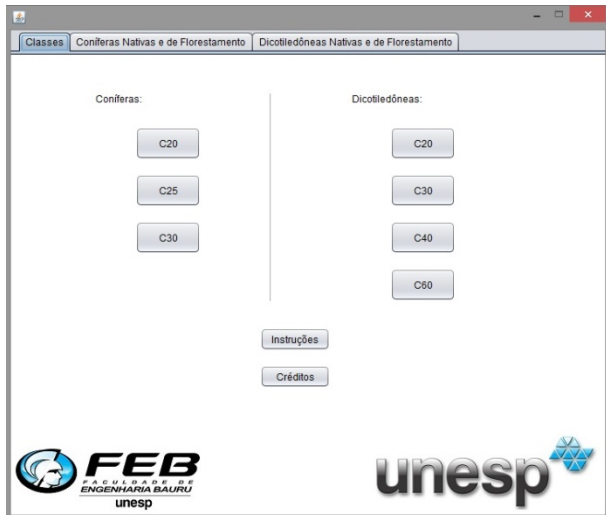 Classes
Coníferas Nativas e de Florestamento
Dicotiledôneas Nativas e de Florestamento
Coníferas:
C20
C25
C30
Dicotiledôneas:
C20
C30
C40
C60
Instruções
Créditos
FEB
FACULDADE DE
ENGENHARIA BAURU
unesp
unesp